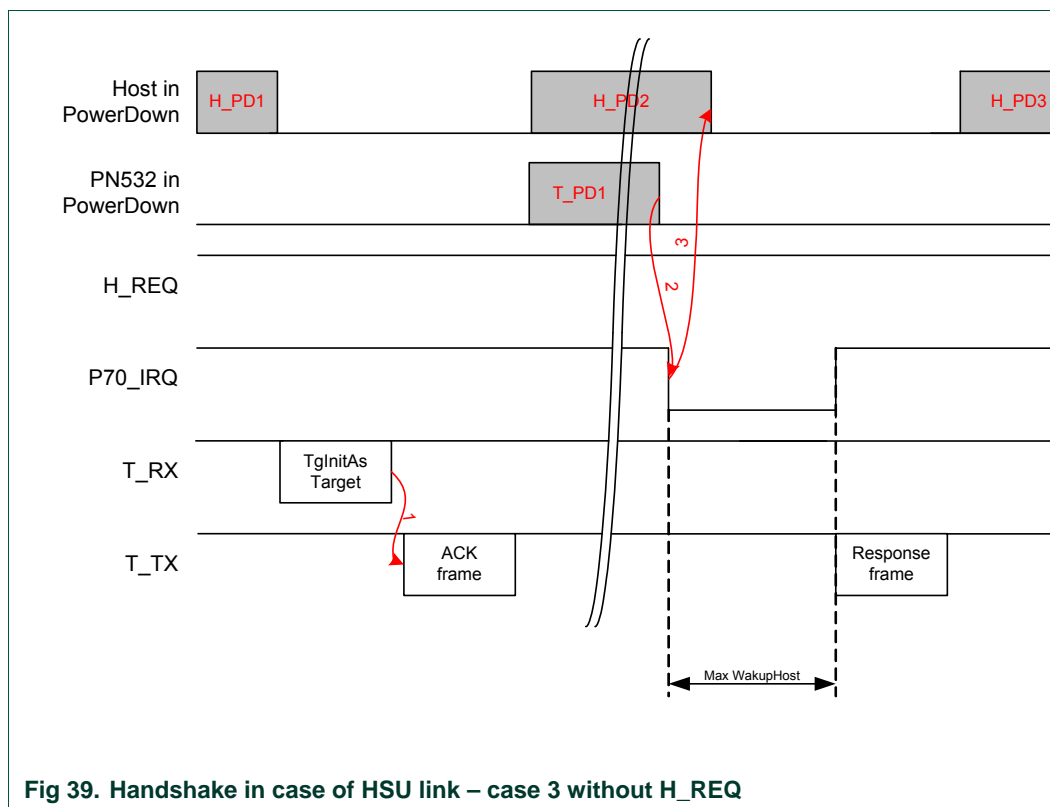 Host in
PowerDown
H_PD1
H_PD2
H_PD3
PN532 in
PowerDown
T_PD1
3
2
H_REQ
P70_IRQ
T_RX
TgInitAs
Target
1
T_TX
ACK
frame
Response
frame
Max WakupHost
Fig 39. Handshake in case of HSU link – case 3 without H_REQ